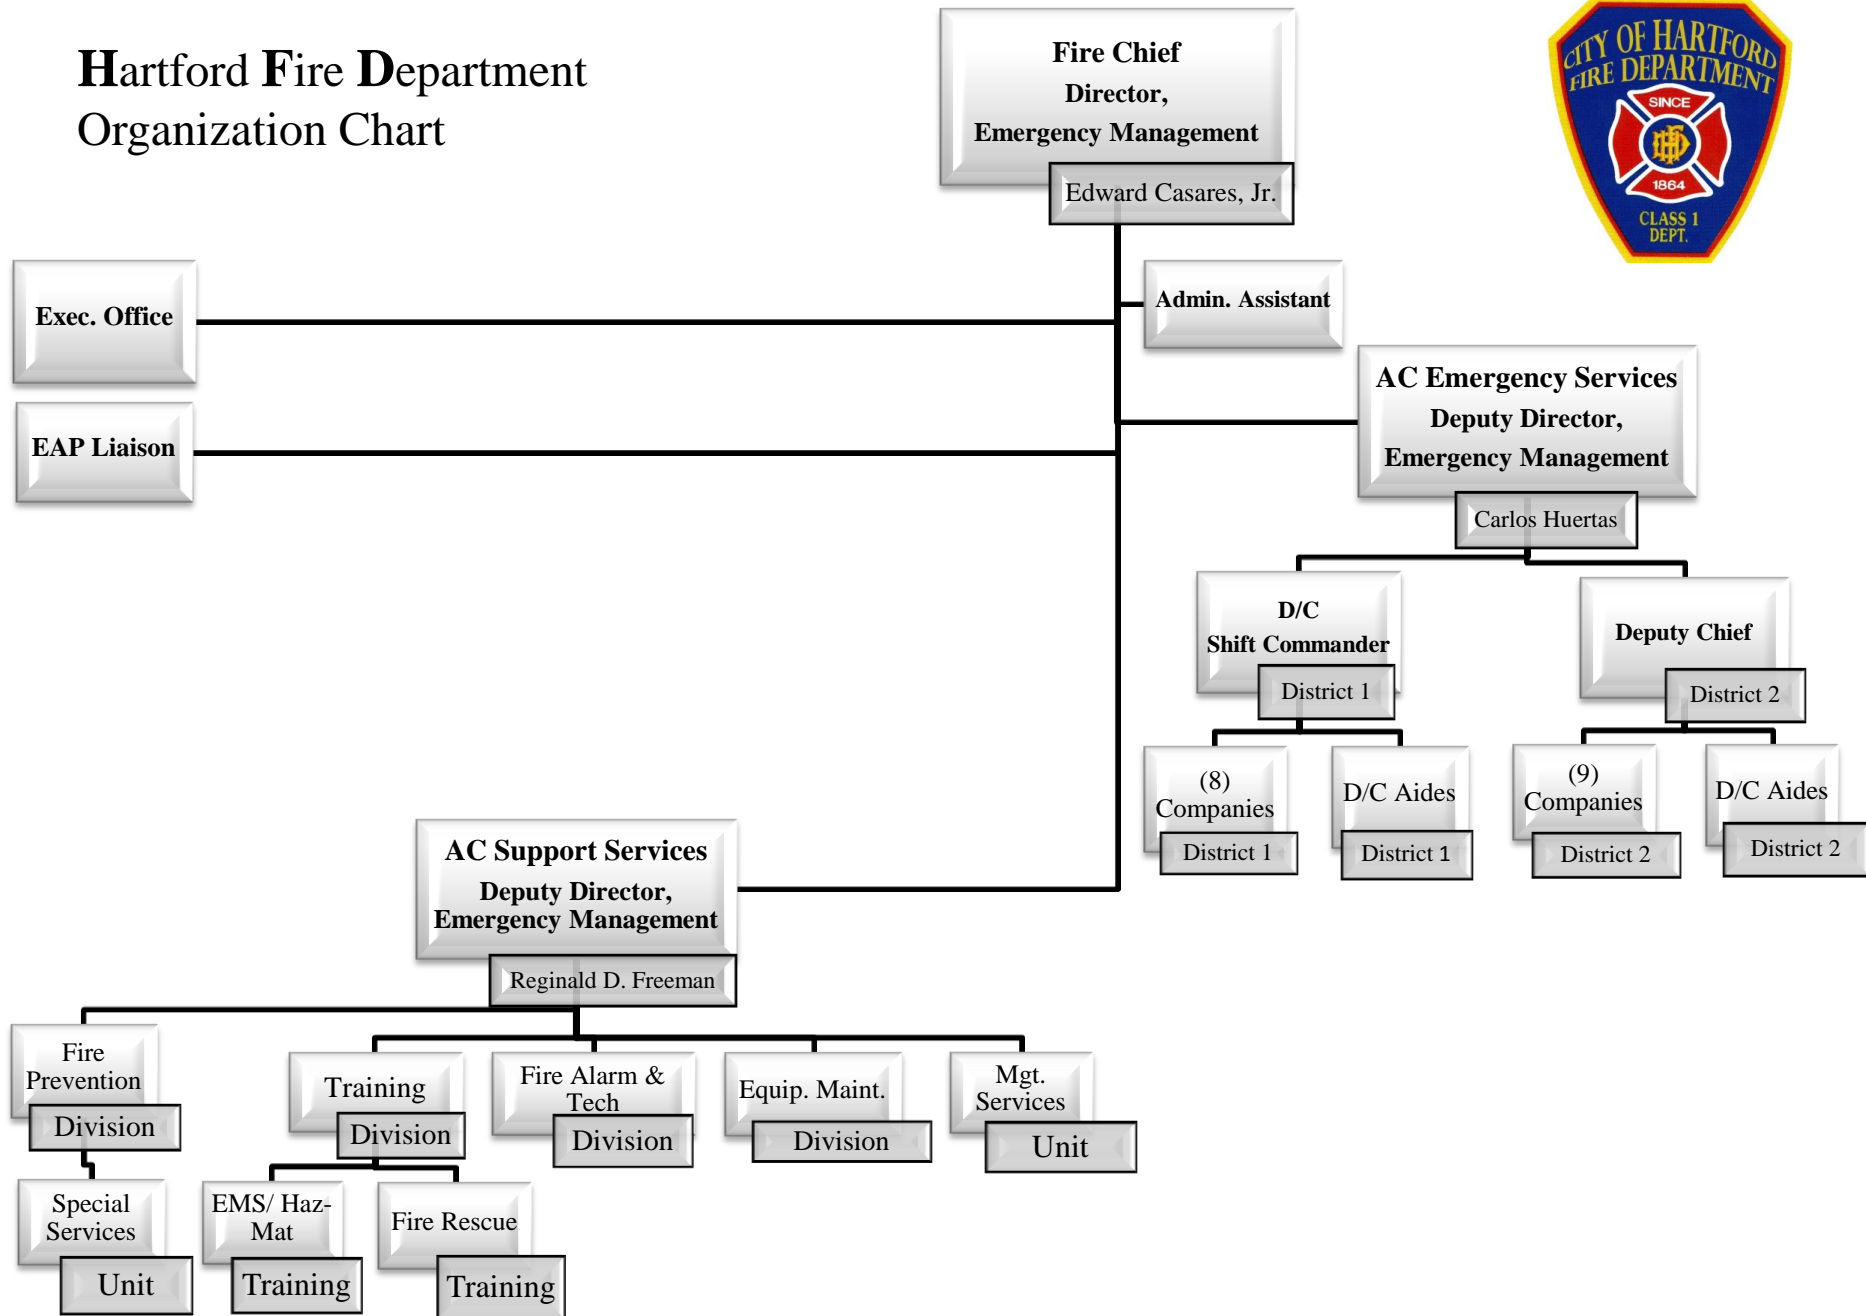 Hartford Fire Department
Organization Chart
Fire Chief
Director,
Emergency Management
Edward Casares, Jr.
CITY OF HARTFORD
FIRE DEPARTMENT
SINCE
HFD
1864
CLASS 1
DEPT.
Exec. Office
Admin. Assistant
EAP Liaison
AC Emergency Services
Deputy Director,
Emergency Management
Carlos Huertas
D/C
Shift Commander
District 1
Deputy Chief
District 2
(8)
Companies
District 1
D/C Aides
District 1
(9)
Companies
District 2
D/C Aides
District 2
AC Support Services
Deputy Director,
Emergency Management
Reginald D. Freeman
Fire
Prevention
Division
Training
Division
Fire Alarm &
Tech
Division
Equip. Maint.
Division
Mgt.
Services
Unit
Special
Services
Unit
EMS/ Haz-
Mat
Training
Fire Rescue
Training